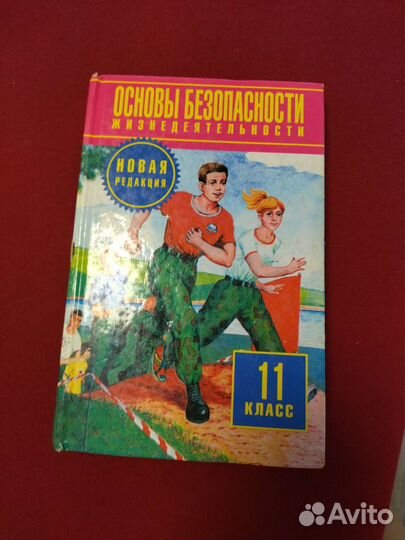 ОСНОВЫ БЕЗОПАСНОСТИ
ЖИЗНЕДЕЯТЕЛЬНОСТИ
НОВАЯ
РЕДАКЦИЯ
11
КЛАСС
Avito